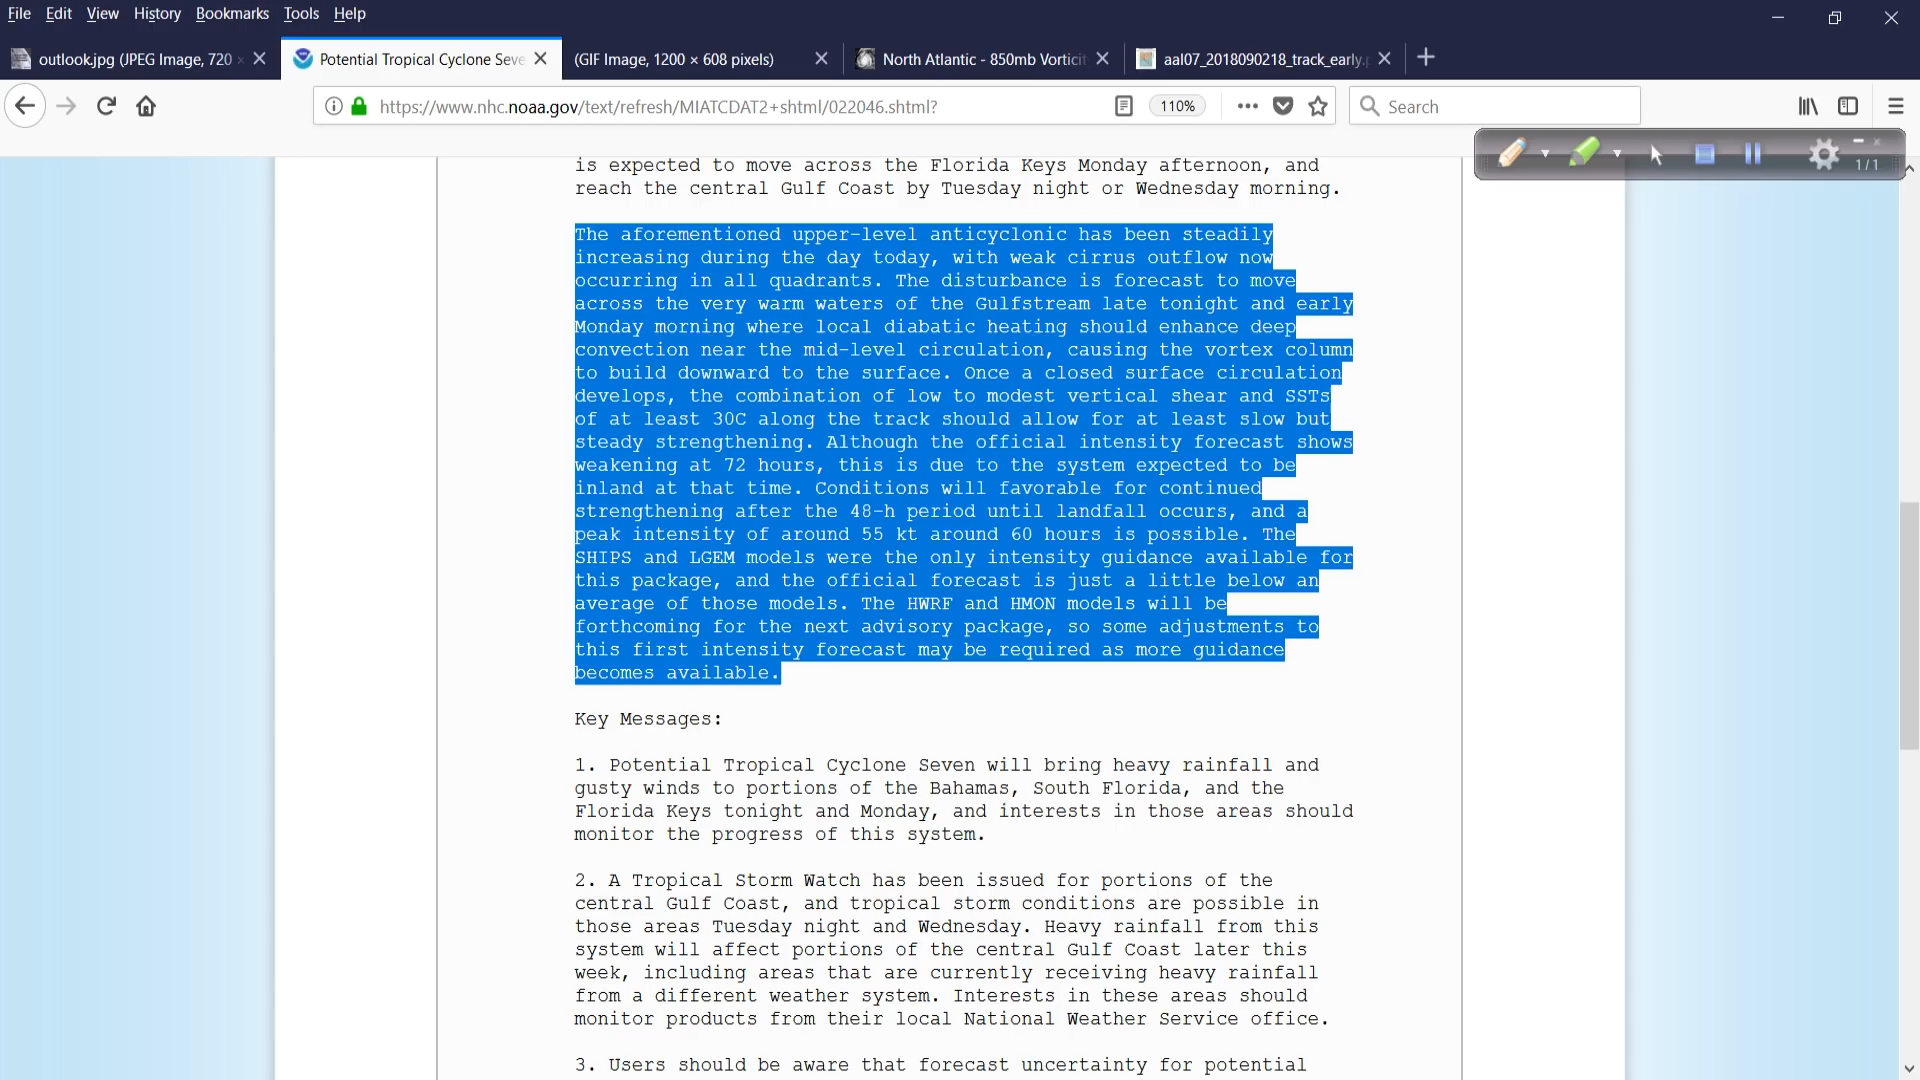 File Edit View History Bookmarks Tools Help
outlook.jpg (JPEG Image, 720
Potential Tropical Cyclone Seve
(GIF Image, 1200 × 608 pixels)
North Atlantic - 850mb Vorticit
aal07_2018090218_track_early.
https://www.nhc.noaa.gov/text/refresh/MIATCDAT2+shtml/022046.shtml?
110%
Search
1/1
is expected to move across the Florida Keys Monday afternoon, and
reach the central Gulf Coast by Tuesday night or Wednesday morning.
The aforementioned upper-level anticyclonic has been steadily
increasing during the day today, with weak cirrus outflow now
occurring in all quadrants. The disturbance is forecast to move
across the very warm waters of the Gulfstream late tonight and early
Monday morning where local diabatic heating should enhance deep
convection near the mid-level circulation, causing the vortex column
to build downward to the surface. Once a closed surface circulation
develops, the combination of low to modest vertical shear and SSTs
of at least 30C along the track should allow for at least slow but
steady strengthening. Although the official intensity forecast shows
weakening at 72 hours, this is due to the system expected to be
inland at that time. Conditions will favorable for continued
strengthening after the 48-h period until landfall occurs, and a
peak intensity of around 55 kt around 60 hours is possible. The
SHIPS and LGEM models were the only intensity guidance available for
this package, and the official forecast is just a little below an
average of those models. The HWRF and HMON models will be
forthcoming for the next advisory package, so some adjustments to
this first intensity forecast may be required as more guidance
becomes available.
Key Messages:
1. Potential Tropical Cyclone Seven will bring heavy rainfall and
gusty winds to portions of the Bahamas, South Florida, and the
Florida Keys tonight and Monday, and interests in those areas should
monitor the progress of this system.
2. A Tropical Storm Watch has been issued for portions of the
central Gulf Coast, and tropical storm conditions are possible in
those areas Tuesday night and Wednesday. Heavy rainfall from this
system will affect portions of the central Gulf Coast later this
week, including areas that are currently receiving heavy rainfall
from a different weather system. Interests in these areas should
monitor products from their local National Weather Service office.
3. Users should be aware that forecast uncertainty for potential